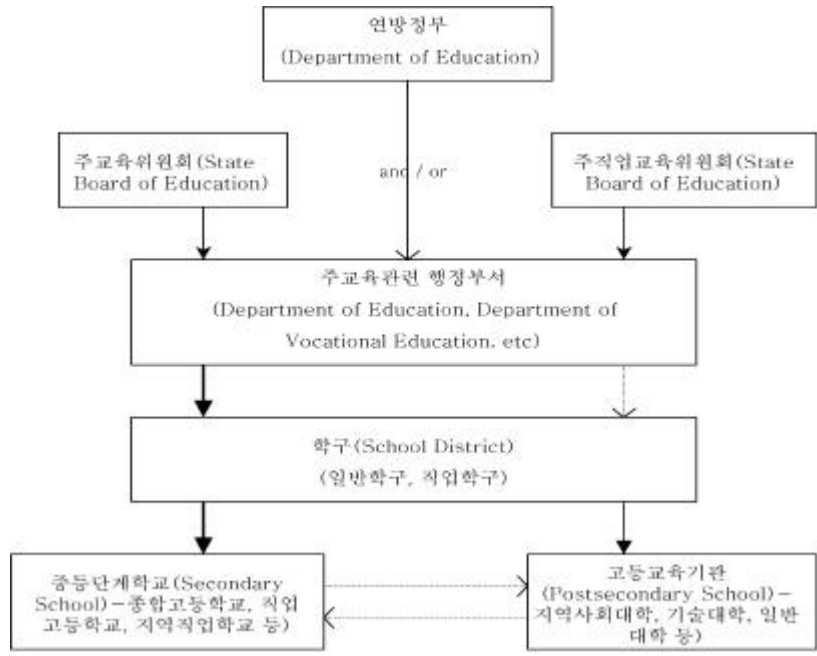 연방정부
(Department of Education)
주교육위원회(State
Board of Education)
and / or
주직업교육위원회(State
Board of Education)
주교육관련 행정부서
(Department of Education, Department of
Vocational Education, etc)
학구(School District)
(일반학구, 직업학구)
중등단계학교(Secondary
School)-종합고등학교, 직업
고등학교, 지역직업학교 등)
고등교육기관
(Postsecondary School)-
지역사회대학, 기술대학, 일반
대학 등)